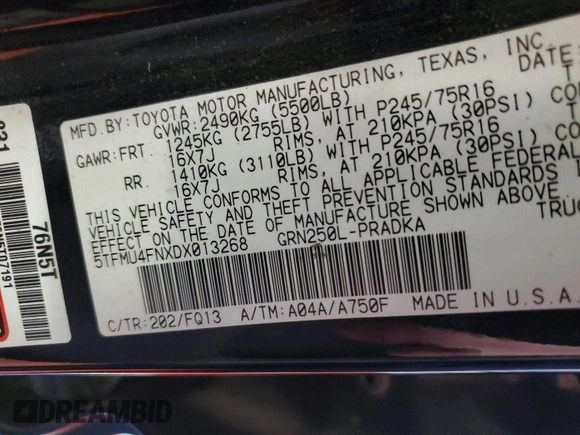 MFD.BY:TOYOTA MOTOR MANUFACTURING, TEXAS, INC.
DATE:
GVWR:2490KG (5500LB)
GAWR:FRT 1245KG (2755LB) WITH P245/75R16
16X7J RIMS, AT 210KPA (30PSI) CO
RR. 1410KG (3110LB) WITH P245/75R16
16X7J RIMS, AT 210KPA (30PSI)
THIS VEHICLE CONFORMS TO ALL APPLICABLE FEDERAL
VEHICLE SAFETY AND THEFT PREVENTION STANDARDS
THE DATE OF MANUFACTURE SHOWN ABOVE.
5TFMU4FNXDX013268 GRN250L-PRADKA TRUC
C/TR:202/FQ13 A/TM:A04A/A750F MADE IN U.S.A.
76N5T
DREAMBID